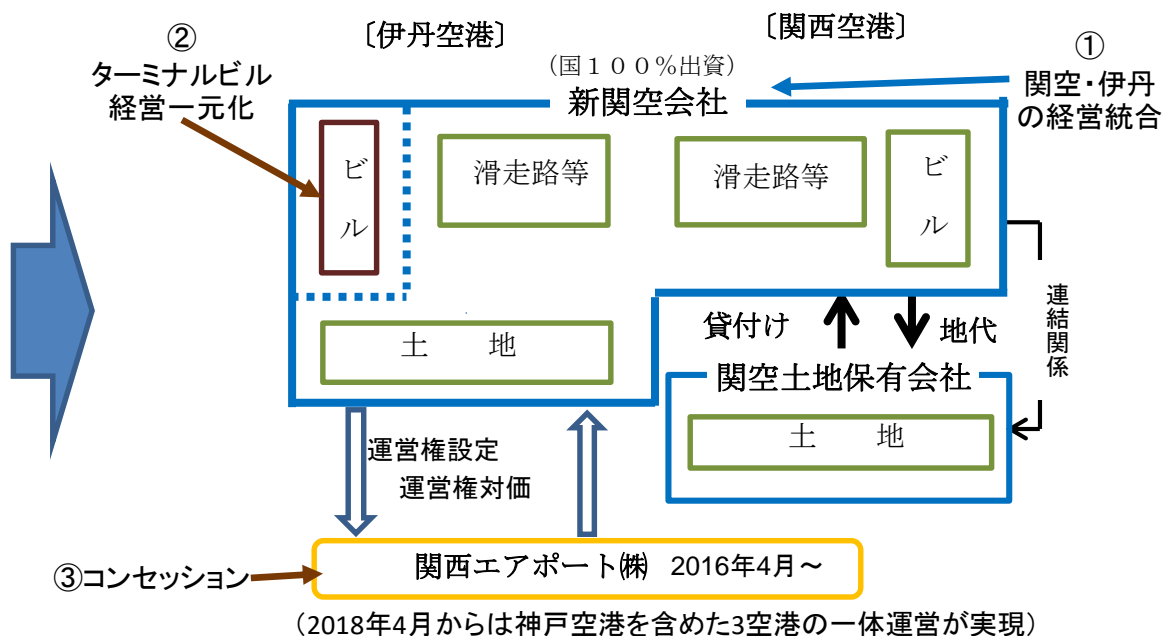 〔伊丹空港〕
〔関西空港〕
②
ターミナルビル
経営一元化
(国100%出資)
新関空会社
①
関空・伊丹
の経営統合
ビル
滑走路等
滑走路等
ビル
土 地
貸付け
地代
連結関係
関空土地保有会社
土 地
運営権設定
運営権対価
③コンセッション
関西エアポート㈱ 2016年4月~
(2018年4月からは神戸空港を含めた3空港の一体運営が実現)